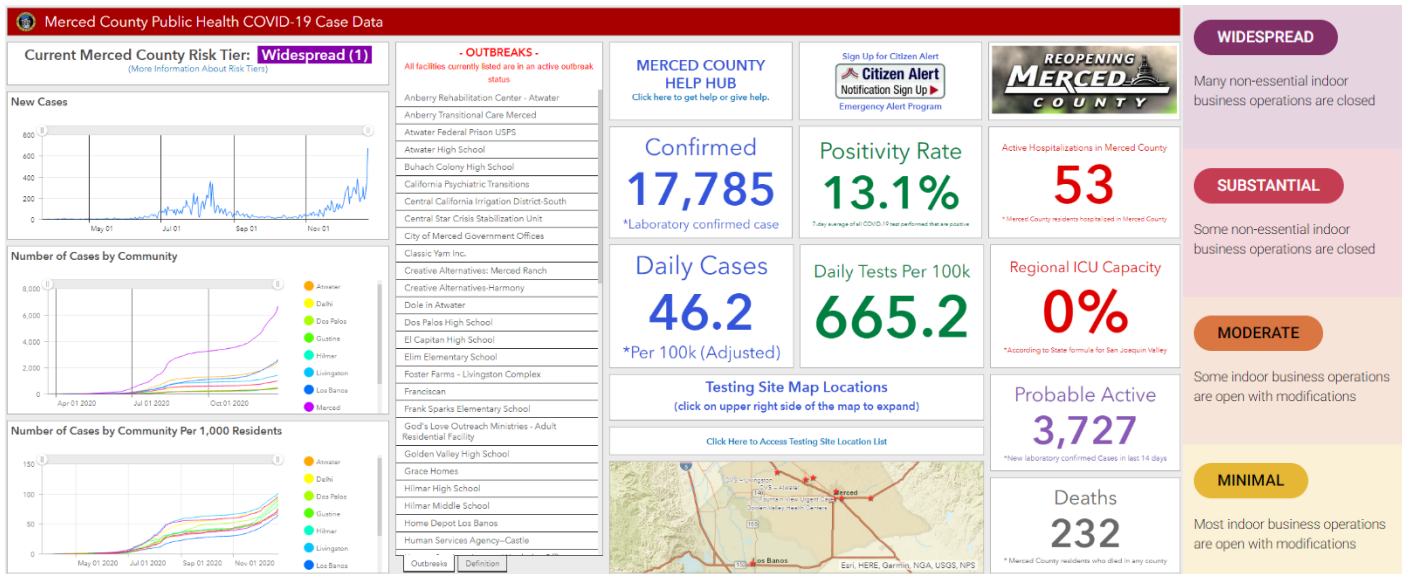 Merced County Public Health COVID-19 Case Data
Current Merced County Risk Tier: Widespread (1)
(More Information About Risk Tiers)
New Cases
800
600
400
200
0
May 01
Jul 01
Sep 01
Nov 01
Number of Cases by Community
8,000
6,000
4,000
2,000
0
Apr 01 2020
Jul 01 2020
Oct 01 2020
Atwater
Delhi
Dos Palos
Gustine
Hilmar
Livingston
Los Banos
Merced
Number of Cases by Community Per 1,000 Residents
150
100
50
0
May 01 2020
Jul 01 2020
Sep 01 2020
Nov 01 2020
Atwater
Delhi
Dos Palos
Gustine
Hilmar
Livingston
Los Banos
- OUTBREAKS -
All facilities currently listed are in an active outbreak
status
Anberry Rehabilitation Center - Atwater
Anberry Transitional Care Merced
Atwater Federal Prison USPS
Atwater High School
Buhach Colony High School
California Psychiatric Transitions
Central California Irrigation District-South
Central Star Crisis Stabilization Unit
City of Merced Government Offices
Classic Yam Inc.
Creative Alternatives: Merced Ranch
Creative Alternatives-Harmony
Dole in Atwater
Dos Palos High School
El Capitan High School
Elim Elementary School
Foster Farms - Livingston Complex
Franciscan
Frank Sparks Elementary School
God's Love Outreach Ministries - Adult
Residential Facility
Golden Valley High School
Grace Homes
Hilmar High School
Hilmar Middle School
Home Depot Los Banos
Human Services Agency–Castle
Outbreaks
Definition
MERCED COUNTY
HELP HUB
Click here to get help or give help.
Sign Up for Citizen Alert
Citizen Alert
Notification Sign Up
Emergency Alert Program
REOPENING
MERCED
COUNTY
Confirmed
17,785
*Laboratory confirmed case
Positivity Rate
13.1%
7-day average of all COVID-19 test performed that are positive
Active Hospitalizations in Merced County
53
* Merced County residents hospitalized in Merced County
Daily Cases
46.2
*Per 100k (Adjusted)
Daily Tests Per 100k
665.2
Regional ICU Capacity
0%
*According to State formula for San Joaquin Valley
Testing Site Map Locations
(click on upper right side of the map to expand)
Click Here to Access Testing Site Location List
CVS - Livingston
CVS - Atwater
Merced
Golden Valley Health Centers
Los Banos
Esri, HERE, Garmin, NGA, USGS, NPS
Probable Active
3,727
*New laboratory confirmed Cases in last 14 days
Deaths
232
* Merced County residents who died in any county
WIDESPREAD
Many non-essential indoor
business operations are closed
SUBSTANTIAL
Some non-essential indoor
business operations are closed
MODERATE
Some indoor business operations
are open with modifications
MINIMAL
Most indoor business operations
are open with modifications